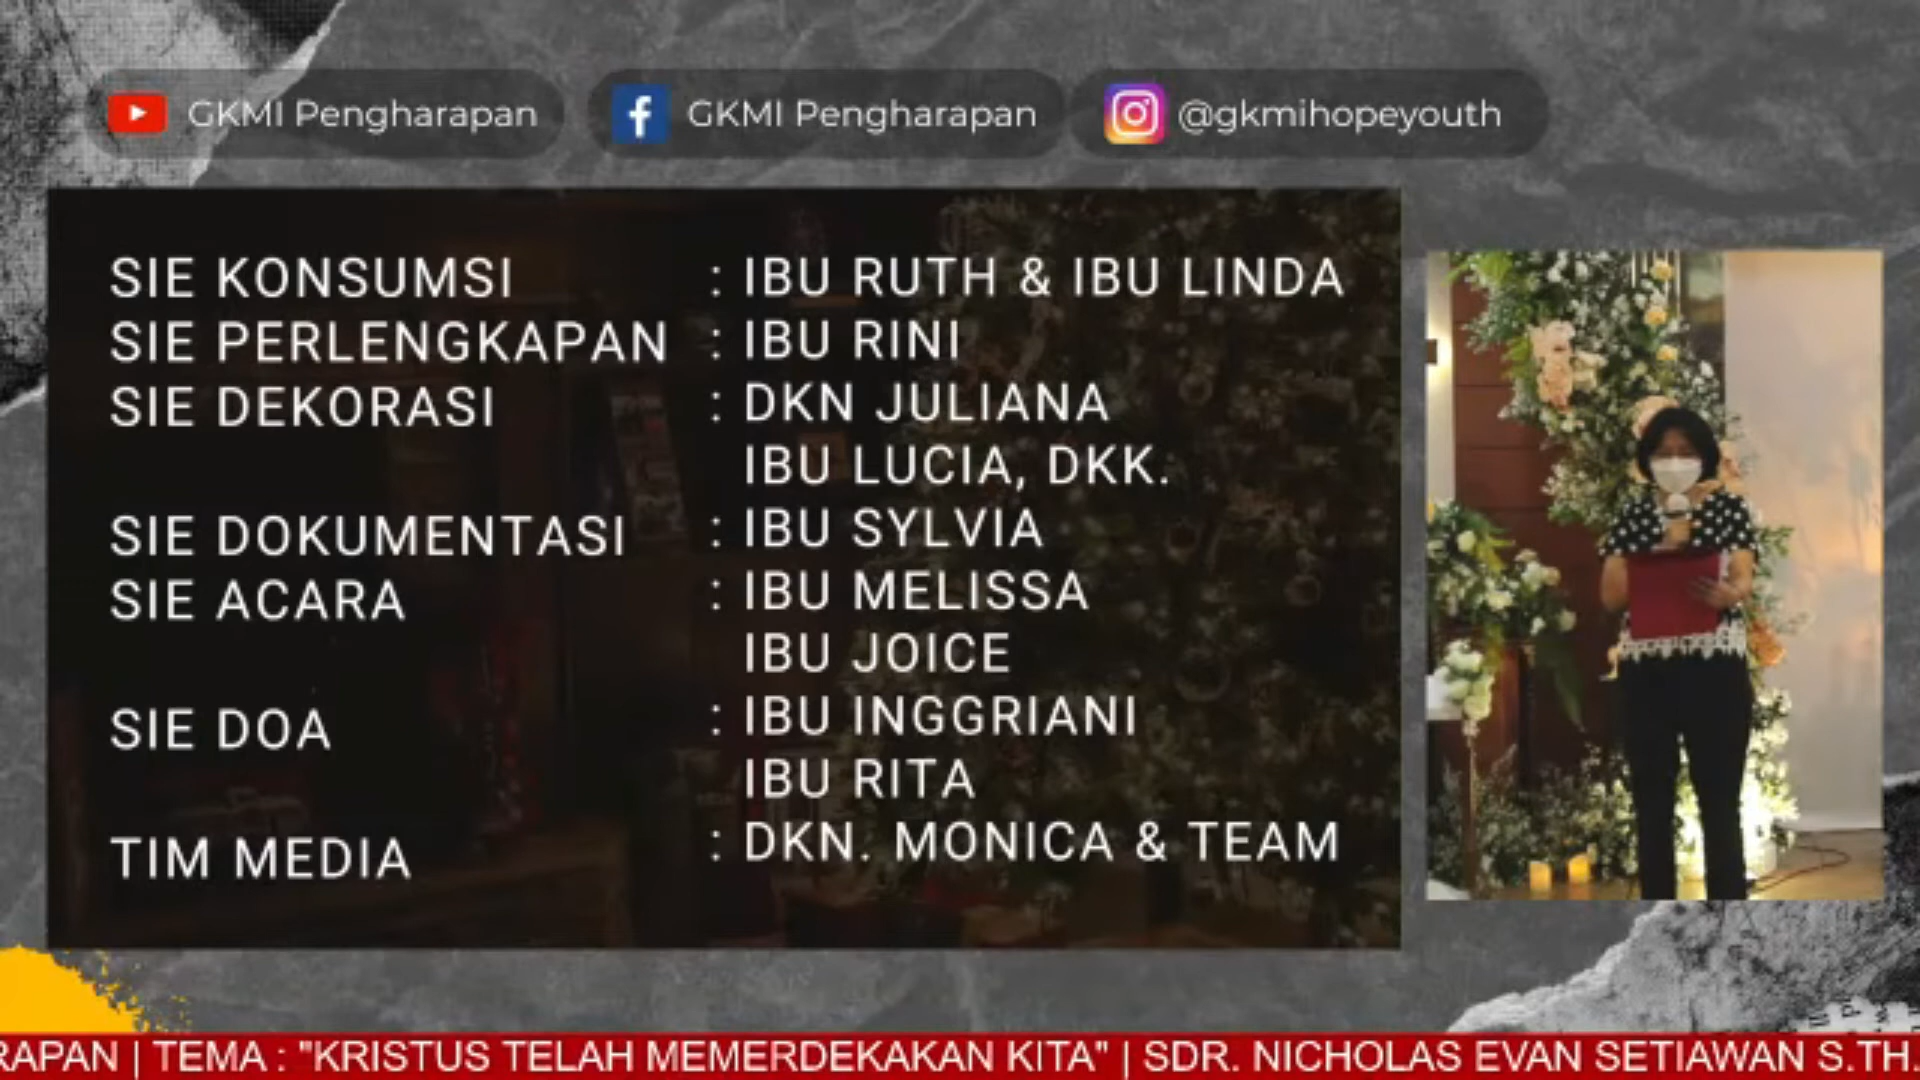 GKMI Pengharapan
GKMI Pengharapan
@gkmihopeyouth
SIE KONSUMSI : IBU RUTH & IBU LINDA
SIE PERLENGKAPAN : IBU RINI
SIE DEKORASI : DKN JULIANA
IBU LUCIA, DKK.
SIE DOKUMENTASI : IBU SYLVIA
SIE ACARA : IBU MELISSA
IBU JOICE
SIE DOA : IBU INGGRIANI
IBU RITA
TIM MEDIA : DKN. MONICA & TEAM
RAPAN | TEMA : "KRISTUS TELAH MEMERDEKAKAN KITA" | SDR. NICHOLAS EVAN SETIAWAN S.TH.